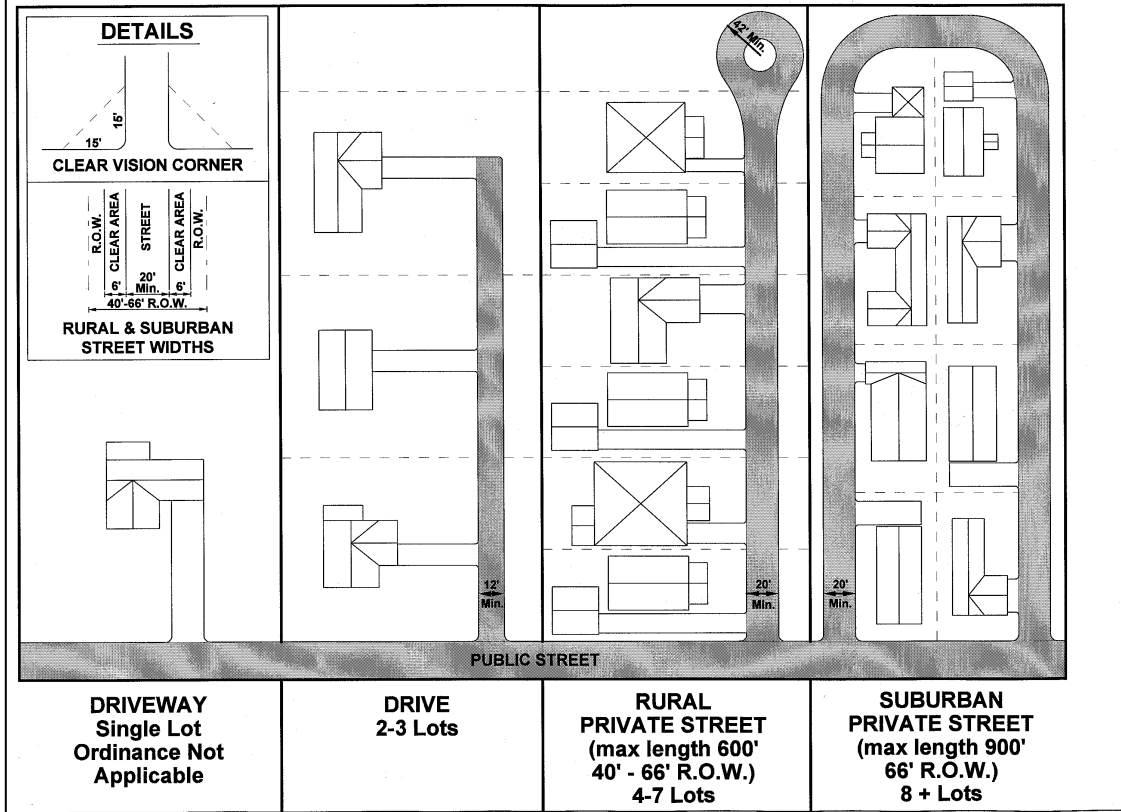 DETAILS
15'
15'
CLEAR VISION CORNER
R.O.W.
CLEAR AREA
STREET
CLEAR AREA
R.O.W.
6'
20'
Min.
6'
40'-66' R.O.W.
RURAL & SUBURBAN
STREET WIDTHS
42' Min.
12'
Min.
20'
Min.
20'
Min.
PUBLIC STREET
DRIVEWAY
Single Lot
Ordinance Not
Applicable
DRIVE
2-3 Lots
RURAL
PRIVATE STREET
(max length 600'
40' - 66' R.O.W.)
4-7 Lots
SUBURBAN
PRIVATE STREET
(max length 900'
66' R.O.W.)
8 + Lots